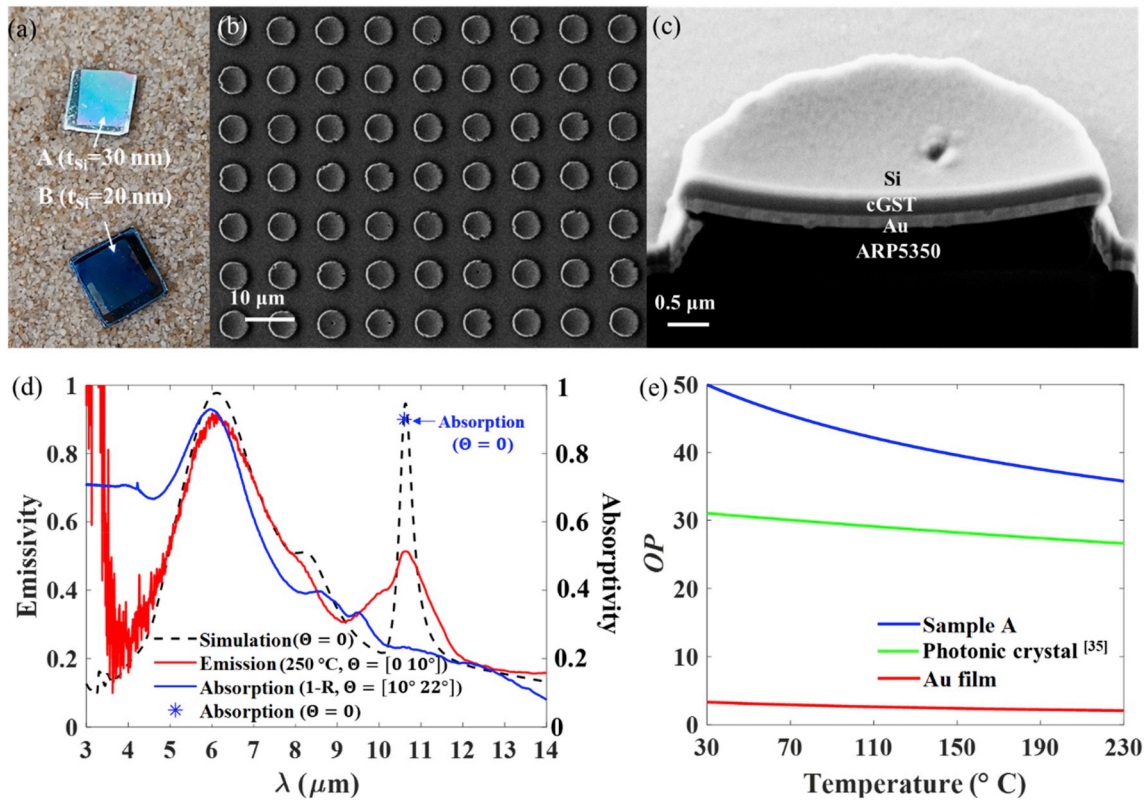 (a)
A (tSi=30 nm)
B (tSi=20 nm)
(b)
10 μm
(c)
Si
cGST
Au
ARP5350
0.5 μm
(d)
1
0.8
0.6
0.4
0.2
0
Emissivity
Absorption
(Θ = 0)
Simulation(Θ = 0)
Emission (250 °C, Θ = [0 10°])
Absorption (1-R, Θ = [10° 22°])
Absorption (Θ = 0)
1
0.8
0.6
0.4
0.2
0
Absorptivity
3 4 5 6 7 8 9 10 11 12 13 14
λ (μm)
(e)
50
40
30
20
10
0
OP
Sample A
Photonic crystal [35]
Au film
30 70 110 150 190 230
Temperature (° C)